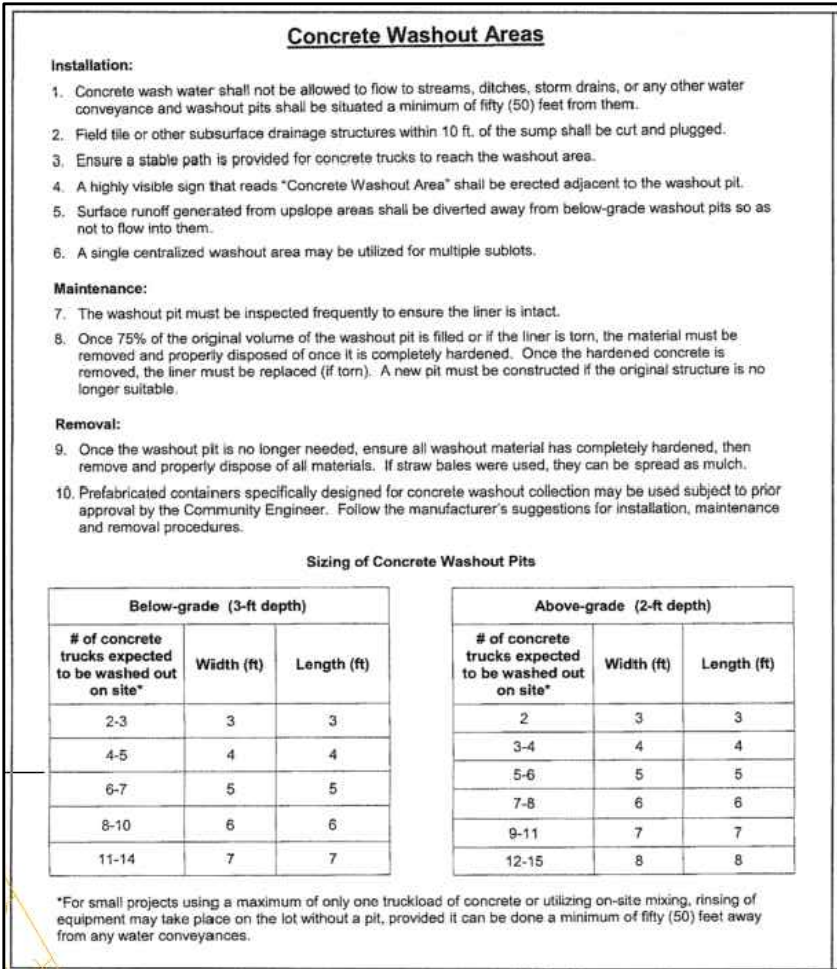 Concrete Washout Areas
Installation:
1. Concrete wash water shall not be allowed to flow to streams, ditches, storm drains, or any other water
conveyance and washout pits shall be situated a minimum of fifty (50) feet from them.
2. Field tile or other subsurface drainage structures within 10 ft. of the sump shall be cut and plugged.
3. Ensure a stable path is provided for concrete trucks to reach the washout area.
4. A highly visible sign that reads "Concrete Washout Area" shall be erected adjacent to the washout pit.
5. Surface runoff generated from upslope areas shall be diverted away from below-grade washout pits so as
not to flow into them.
6. A single centralized washout area may be utilized for multiple sublots.
Maintenance:
7. The washout pit must be inspected frequently to ensure the liner is intact.
8. Once 75% of the original volume of the washout pit is filled or if the liner is torn, the material must be
removed and properly disposed of once it is completely hardened. Once the hardened concrete is
removed, the liner must be replaced (if torn). A new pit must be constructed if the original structure is no
longer suitable.
Removal:
9. Once the washout pit is no longer needed, ensure all washout material has completely hardened, then
remove and properly dispose of all materials. If straw bales were used, they can be spread as mulch.
10. Prefabricated containers specifically designed for concrete washout collection may be used subject to prior
approval by the Community Engineer. Follow the manufacturer's suggestions for installation, maintenance
and removal procedures.
Sizing of Concrete Washout Pits
Below-grade (3-ft depth)
# of concrete
trucks expected
to be washed out
on site*
Width (ft)
Length (ft)
2-3 3 3
4-5 4 4
6-7 5 5
8-10 6 6
11-14 7 7
Above-grade (2-ft depth)
# of concrete
trucks expected
to be washed out
on site*
Width (ft)
Length (ft)
2 3 3
3-4 4 4
5-6 5 5
7-8 6 6
9-11 7 7
12-15 8 8
*For small projects using a maximum of only one truckload of concrete or utilizing on-site mixing, rinsing of
equipment may take place on the lot without a pit, provided it can be done a minimum of fifty (50) feet away
from any water conveyances.